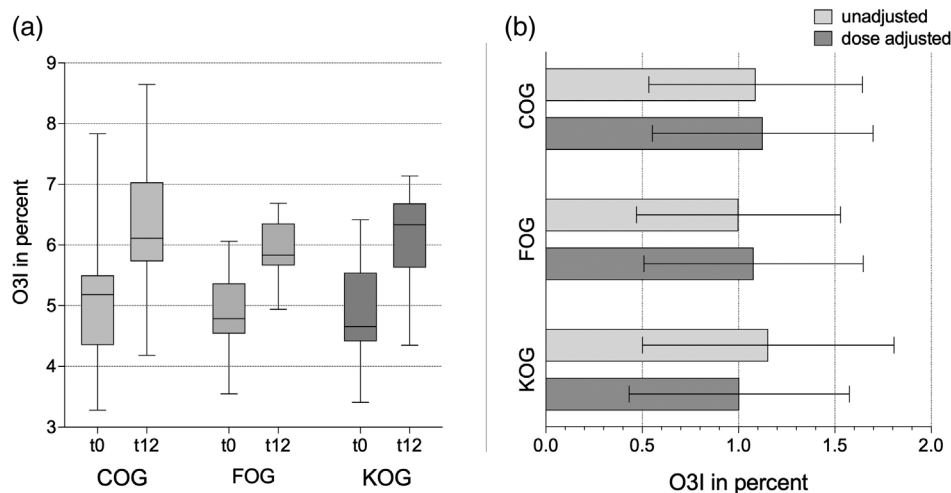 (a)
O3I in percent
9
8
7
6
5
4
3
t0 t12 t0 t12 t0 t12
COG FOG KOG
(b)
unadjusted
dose adjusted
COG
FOG
KOG
0.0 0.5 1.0 1.5 2.0
O3I in percent